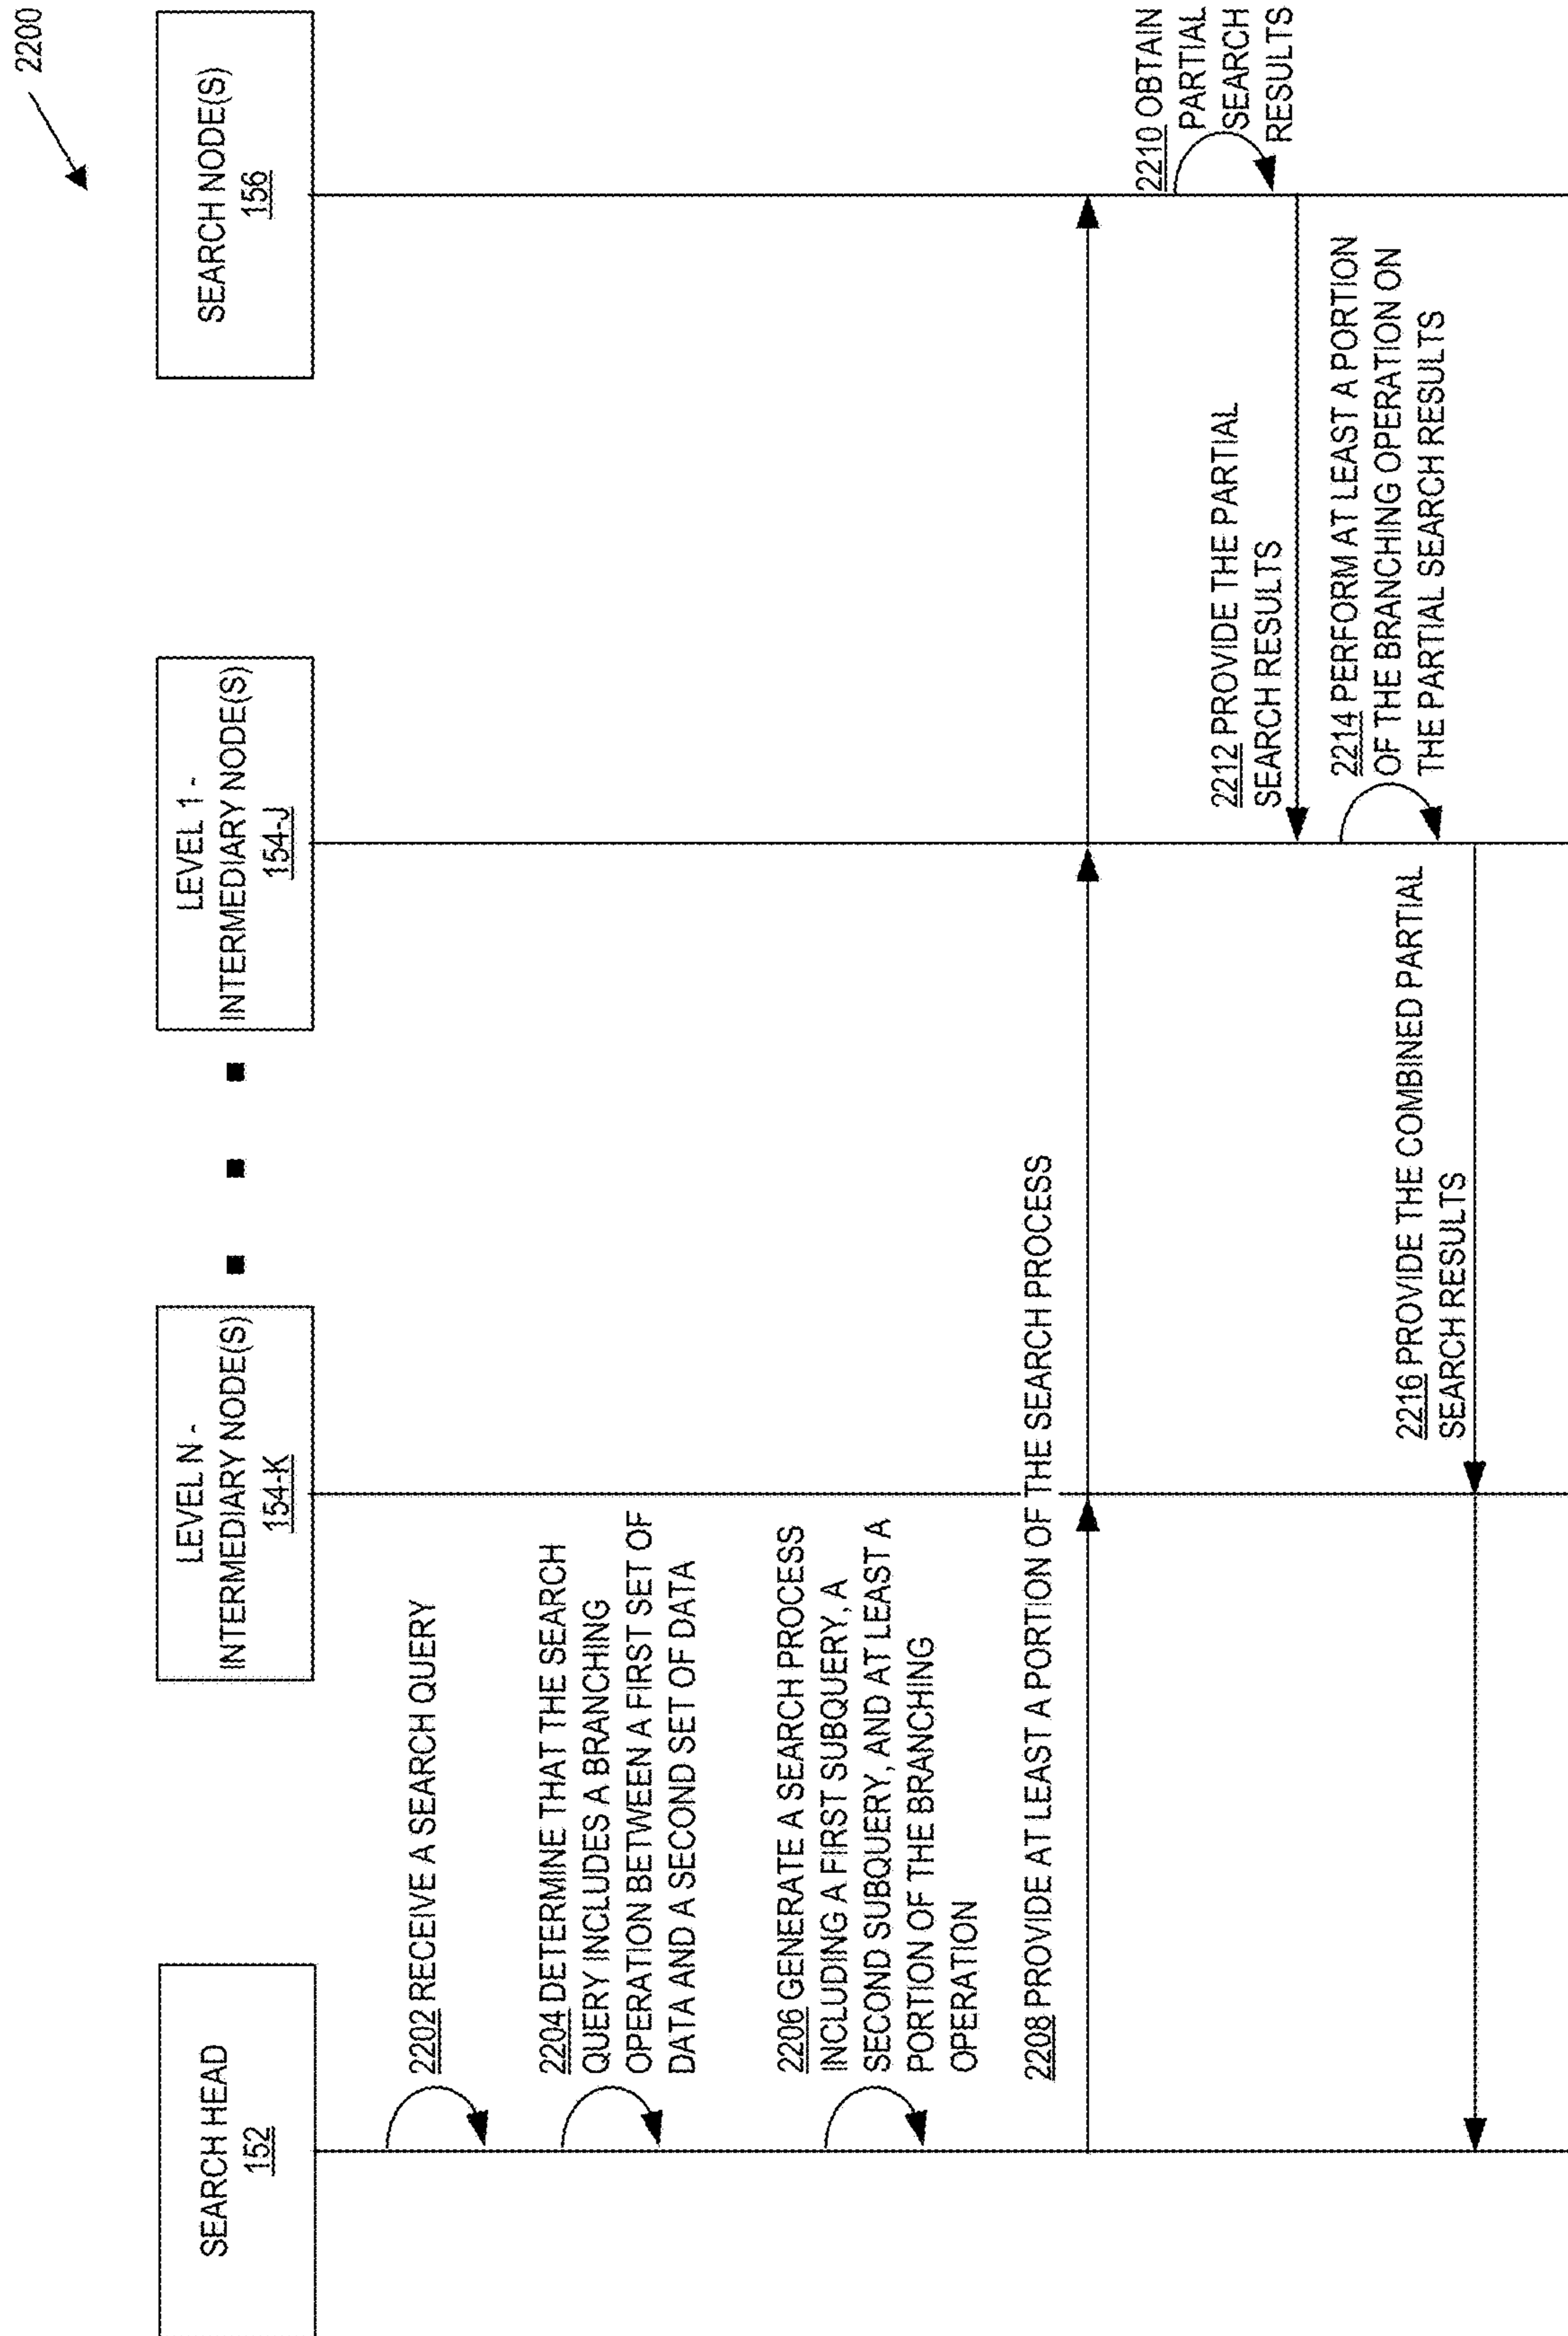 2200
SEARCH HEAD
152
LEVEL N -
INTERMEDIARY NODE(S)
154-K
LEVEL 1 -
INTERMEDIARY NODE(S)
154-J
SEARCH NODE(S)
156
2202 RECEIVE A SEARCH QUERY
2204 DETERMINE THAT THE SEARCH
QUERY INCLUDES A BRANCHING
OPERATION BETWEEN A FIRST SET OF
DATA AND A SECOND SET OF DATA
2206 GENERATE A SEARCH PROCESS
INCLUDING A FIRST SUBQUERY, A
SECOND SUBQUERY, AND AT LEAST A
PORTION OF THE BRANCHING
OPERATION
2208 PROVIDE AT LEAST A PORTION OF THE SEARCH PROCESS
2210 OBTAIN
PARTIAL
SEARCH
RESULTS
2212 PROVIDE THE PARTIAL
SEARCH RESULTS
2214 PERFORM AT LEAST A PORTION
OF THE BRANCHING OPERATION ON
THE PARTIAL SEARCH RESULTS
2216 PROVIDE THE COMBINED PARTIAL
SEARCH RESULTS